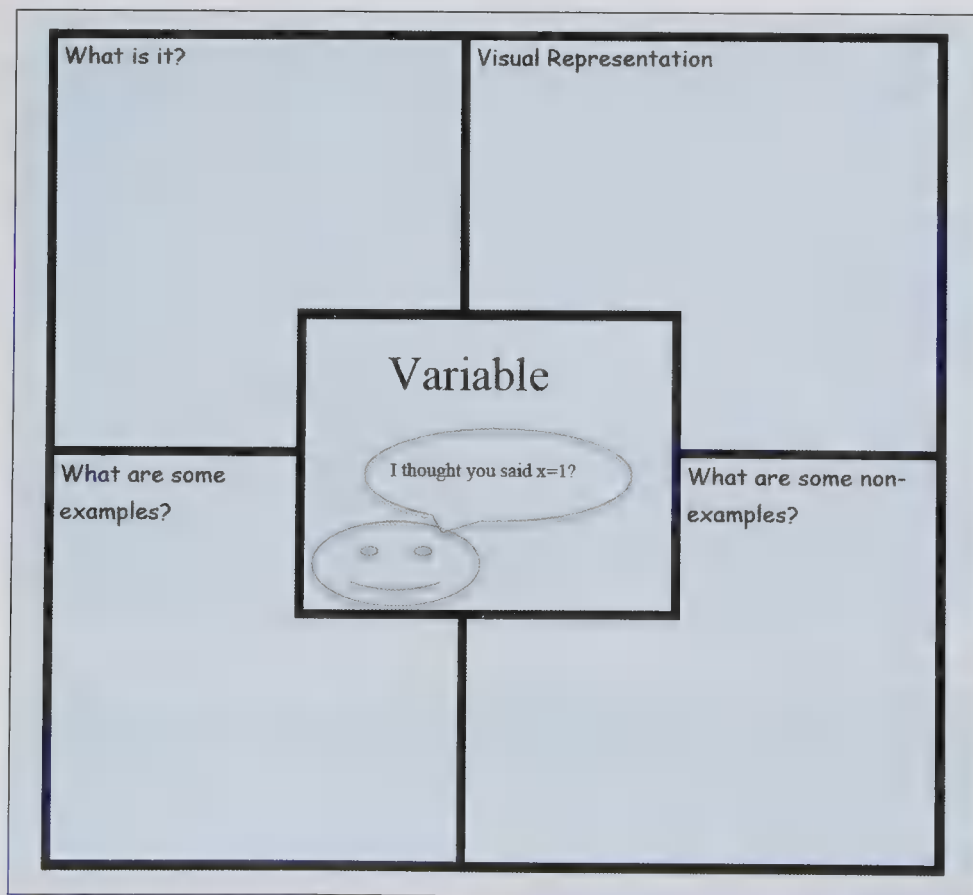 What is it?
Visual Representation
Variable
I thought you said x=1?
What are some
examples?
What are some non-
examples?